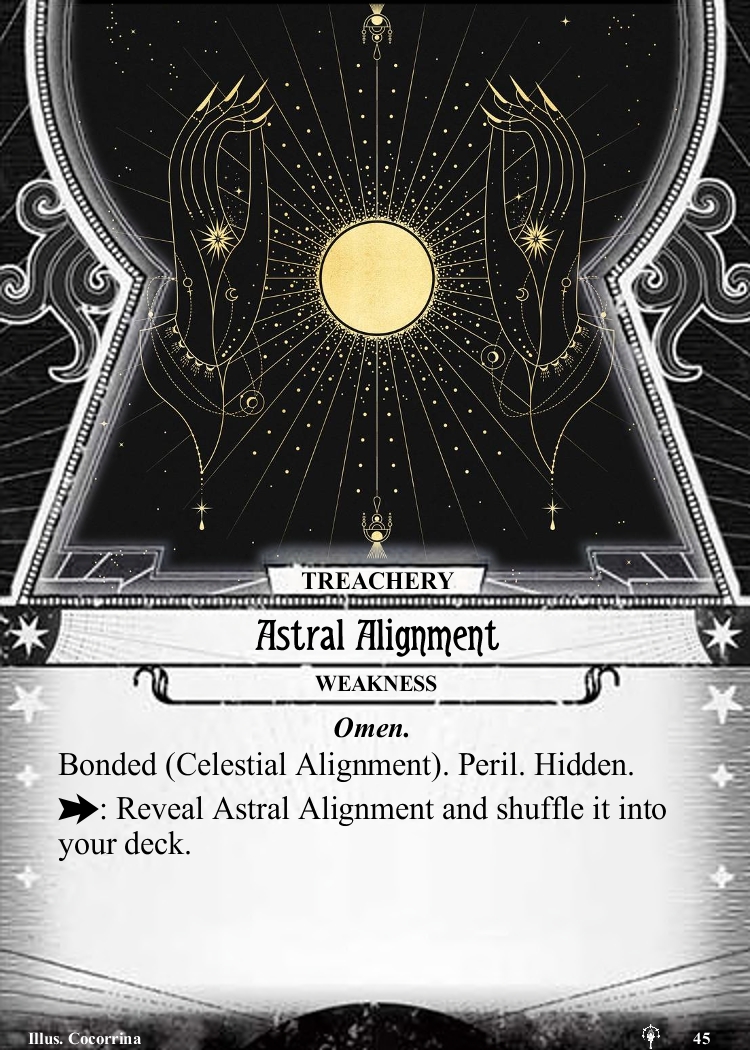 TREACHERY
Astral Alignment
WEAKNESS
Omen.
Bonded (Celestial Alignment). Peril. Hidden.
: Reveal Astral Alignment and shuffle it into
your deck.
Illus. Cocorrina
45